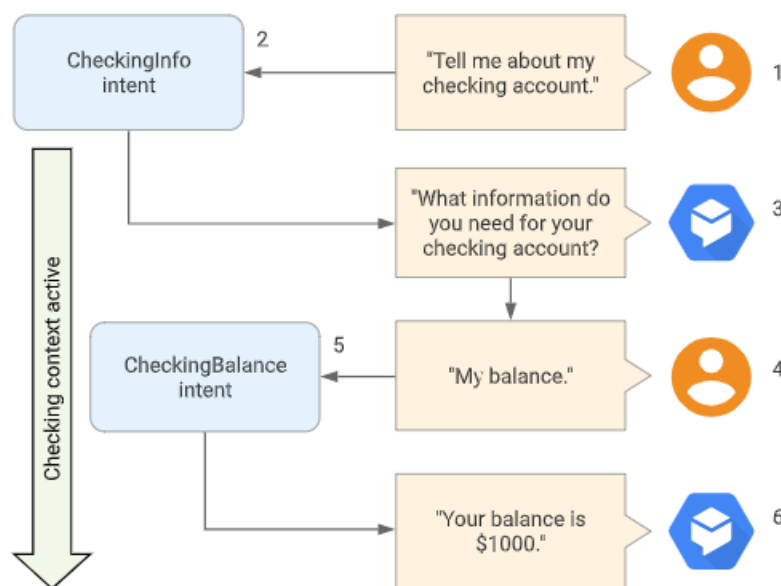 CheckingInfo
intent
2
"Tell me about my
checking account."
1
"What information do
you need for your
checking account?
3
Checking context active
CheckingBalance
intent
5
"My balance."
4
"Your balance is
$1000."
6